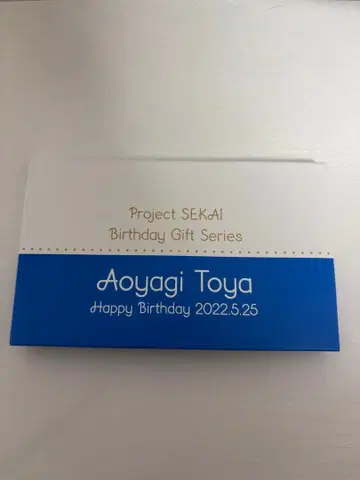 Project SEKAI
Birthday Gift Series
Aoyagi Toya
Happy Birthday 2022.5.25